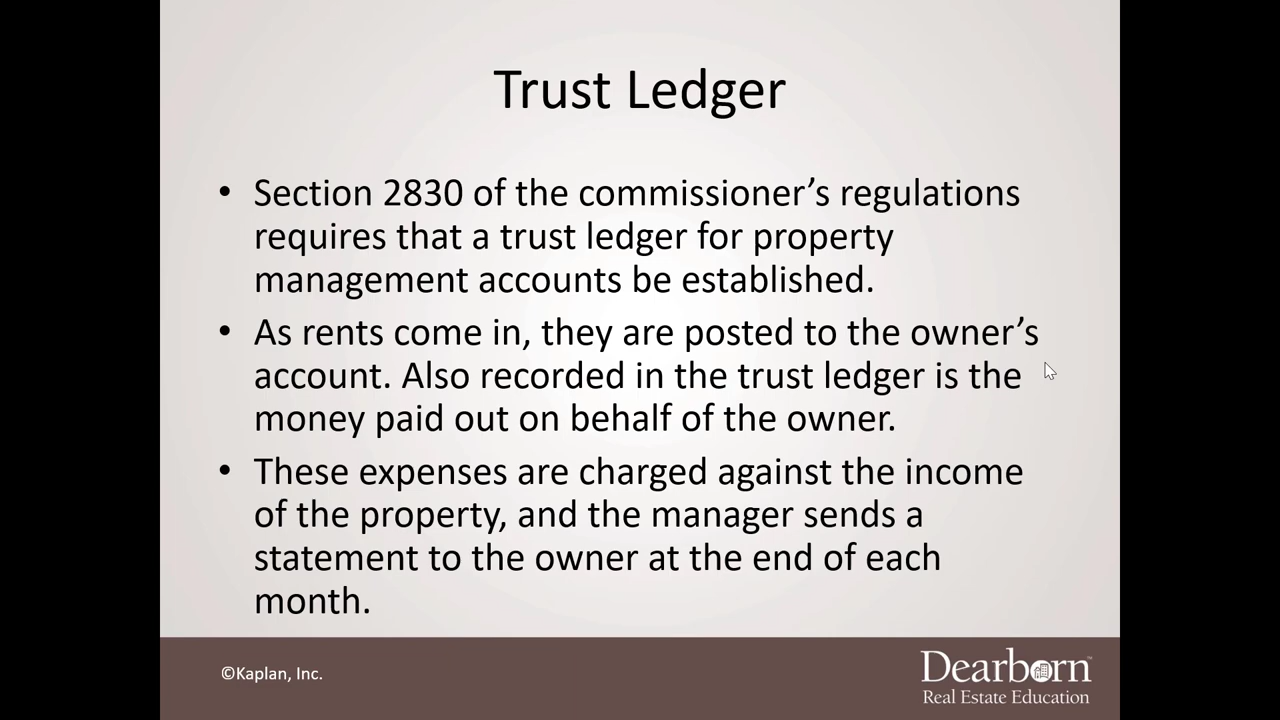 Trust Ledger
• Section 2830 of the commissioner’s regulations
requires that a trust ledger for property
management accounts be established.
• As rents come in, they are posted to the owner’s
account. Also recorded in the trust ledger is the
money paid out on behalf of the owner.
• These expenses are charged against the income
of the property, and the manager sends a
statement to the owner at the end of each
month.
©Kaplan, Inc.
Dearborn™
Real Estate Education